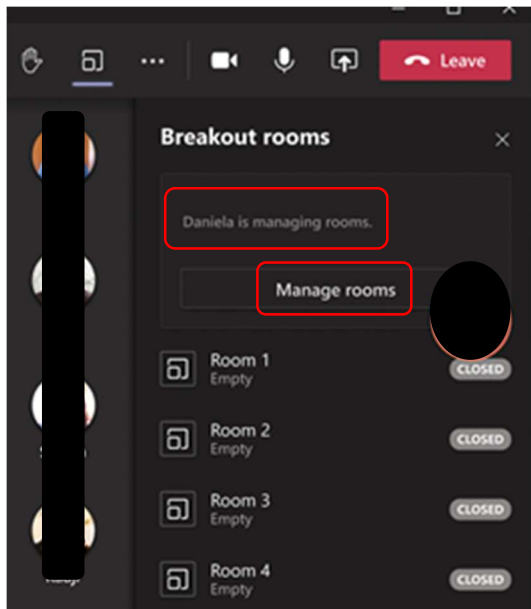 Leave
Breakout rooms
Daniela is managing rooms.
Manage rooms
Room 1
CLOSED
Empty
Room 2
CLOSED
Empty
Room 3
CLOSED
Empty
Room 4
CLOSED
Empty